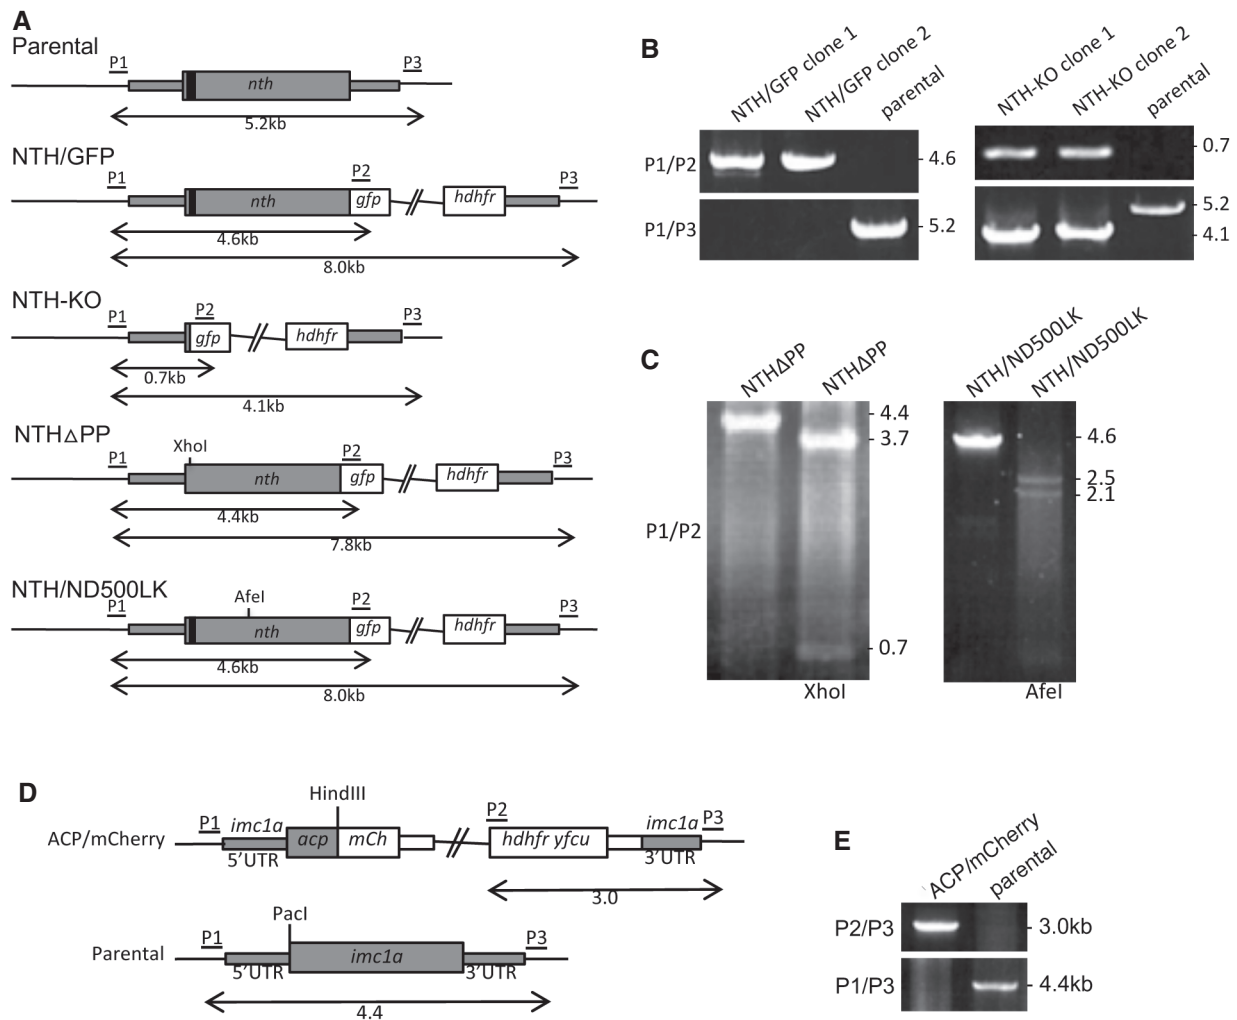 A
Parental
P1
P3
nth
5.2kb
NTH/GFP
P1
P2
P3
nth
gfp
hdhfr
4.6kb
8.0kb
NTH-KO
P1
P2
P3
gfp
hdhfr
0.7kb
4.1kb
NTH△PP
XhoI
P1
P2
P3
nth
gfp
hdhfr
4.4kb
7.8kb
NTH/ND500LK
AfeI
P1
P2
P3
nth
gfp
hdhfr
4.6kb
8.0kb
B
NTH/GFP clone 1
NTH/GFP clone 2
parental
NTH-KO clone 1
NTH-KO clone 2
parental
P1/P2
4.6
0.7
P1/P3
5.2
5.2
4.1
C
NTHΔPP
NTHΔPP
NTH/ND500LK
NTH/ND500LK
4.4
3.7
4.6
2.5
2.1
P1/P2
0.7
XhoI
AfeI
D
HindIII
ACP/mCherry
P1
imc1a
acp
mCh
P2
hdhfr yfcu
imc1a
P3
5'UTR
3'UTR
3.0
PacI
Parental
P1
imc1a
P3
5'UTR
3'UTR
4.4
E
ACP/mCherry
parental
P2/P3
3.0kb
P1/P3
4.4kb